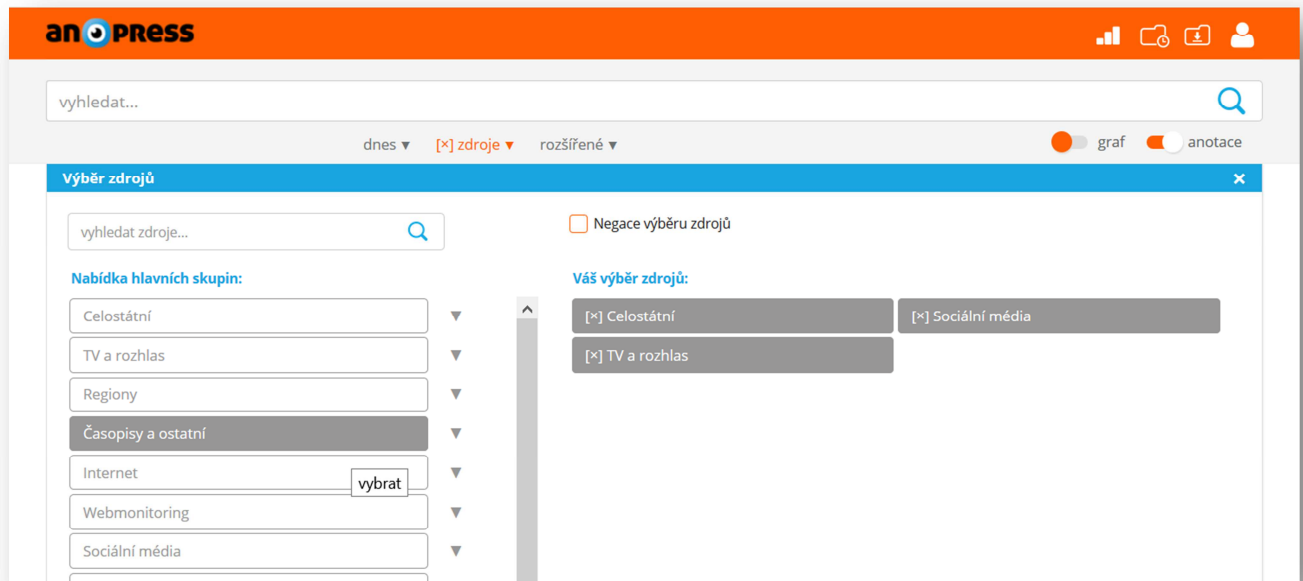 anopress
vyhledat...
dnes ▼ [×] zdroje ▼ rozšířené ▼ graf anotace
Výběr zdrojů ×
vyhledat zdroje...
Negace výběru zdrojů
Nabídka hlavních skupin:
Váš výběr zdrojů:
Celostátní ▼
[×] Celostátní
[×] Sociální média
TV a rozhlas ▼
[×] TV a rozhlas
Regiony ▼
Časopisy a ostatní ▼
Internet ▼
vybrat
Webmonitoring ▼
Sociální média ▼